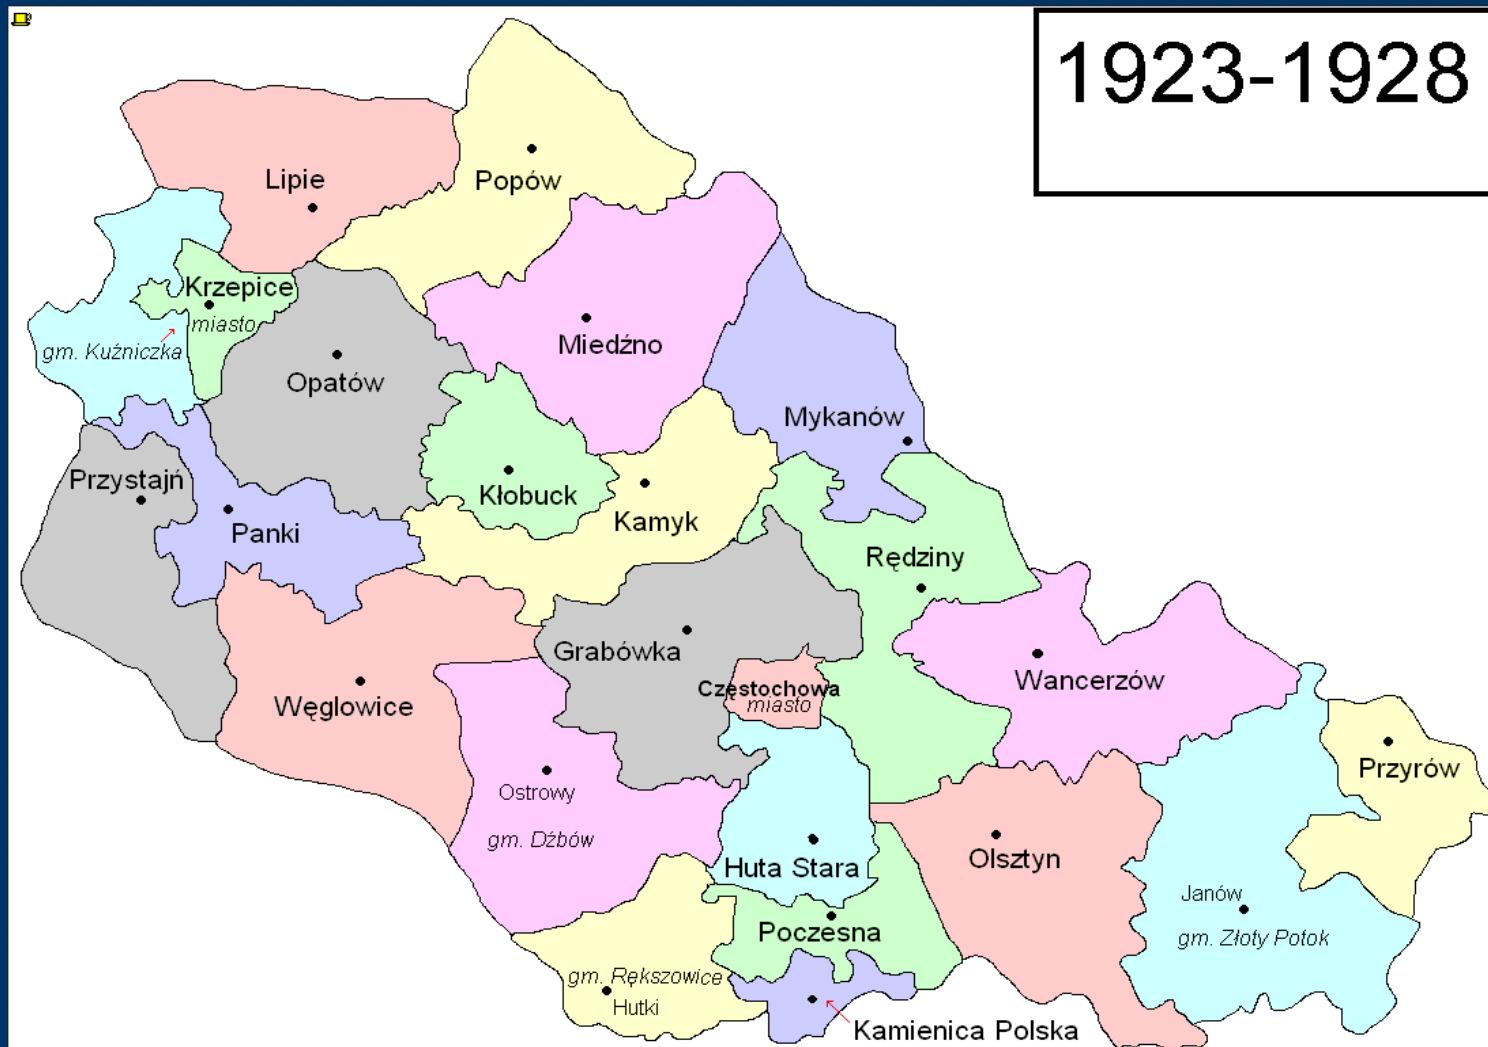 1923-1928
Lipie
Popów
Krzepice
miasto
gm. Kuźniczka
Miedźno
Opatów
Mykanów
Przystajń
Kłobuck
Kamyk
Panki
Rędziny
Grabówka
Wancerzów
Częstochowa
miasto
Węglowice
Przyrów
Ostrowy
gm. Dźbów
Huta Stara
Olsztyn
Janów
gm. Złoty Potok
Poczesna
gm. Rększowice
Hutki
Kamienica Polska